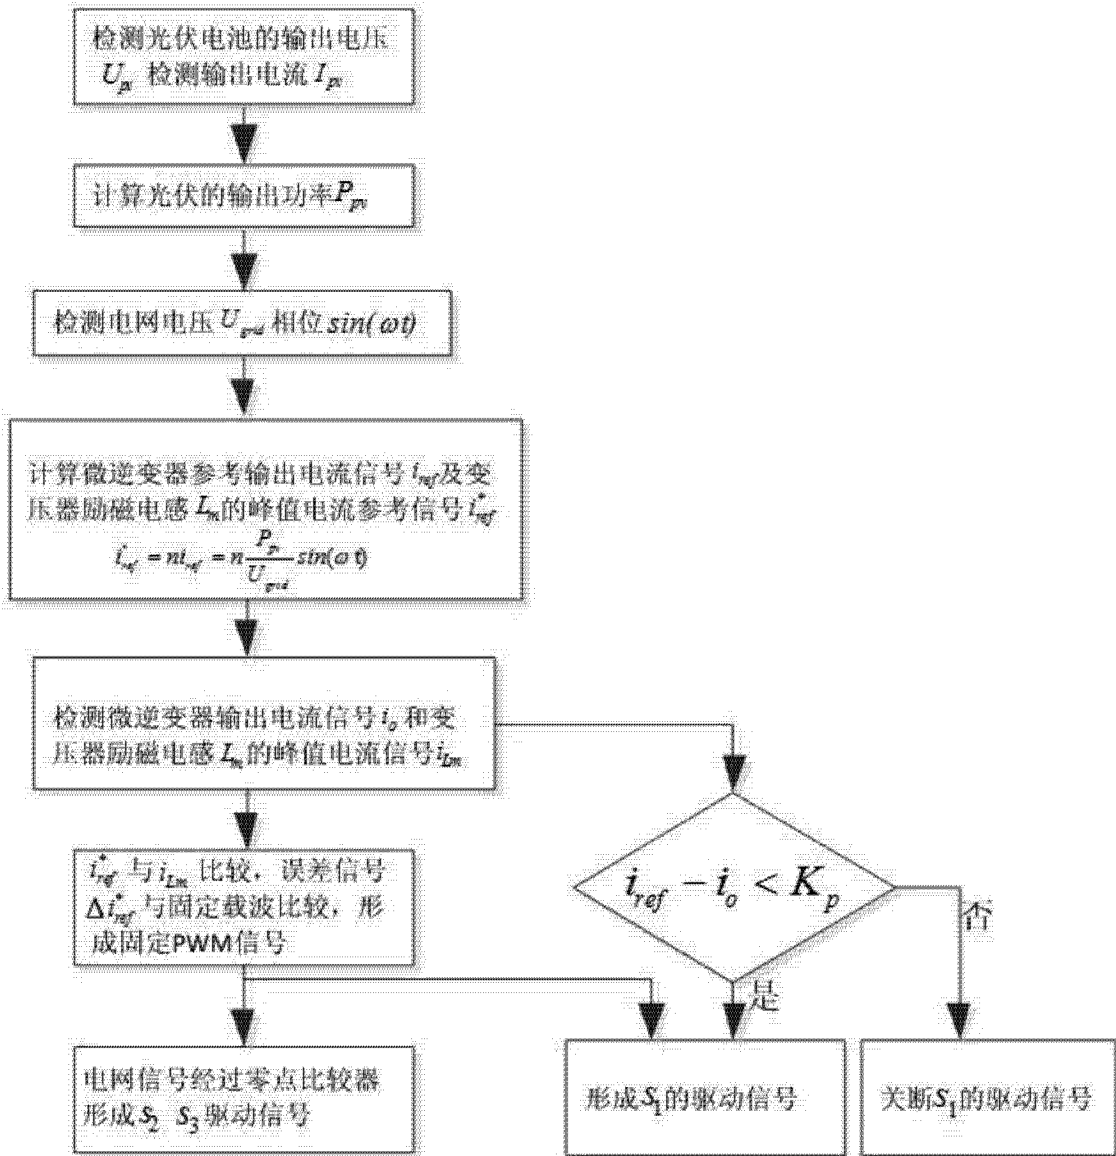 检测光伏电池的输出电压
U_pv 检测输出电流 I_pv
计算光伏的输出功率P_pv
检测电网电压 U_grid 相位 sin(ωt)
计算微逆变器参考输出电流信号 i_ref及变
压器励磁电感 L_m的峰值电流参考信号 i*_ref
i*_ref = ni_ref = n P_pv / U_grid sin(ω t)
检测微逆变器输出电流信号 i_o 和变
压器励磁电感 L_m 的峰值电流信号 i_Lm
i*_ref 与 i_Lm 比较，误差信号
Δi*_ref 与固定载波比较，形
成固定PWM信号
i_ref − i_o < K_p
否
是
电网信号经过零点比较器
形成S_2 S_3 驱动信号
形成S_1的驱动信号
关断S_1的驱动信号